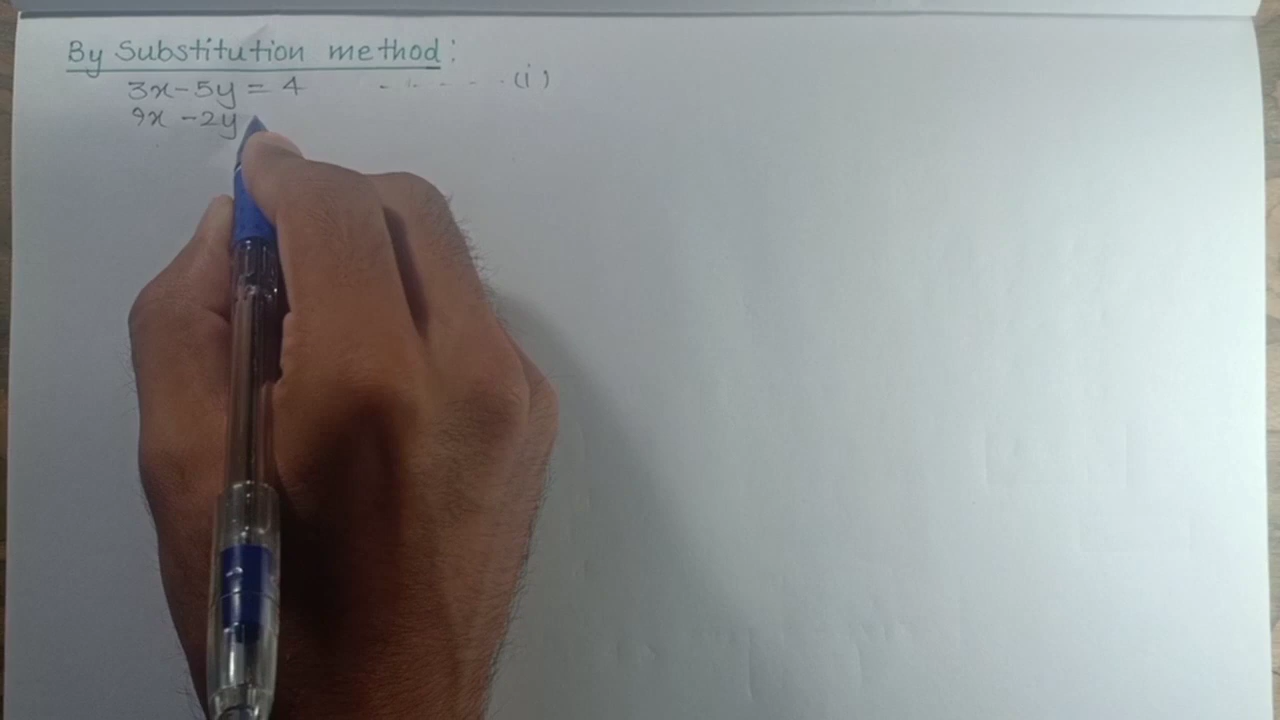 By Substitution method:
3x-5y = 4 - - - - - - (i)
9x -2y